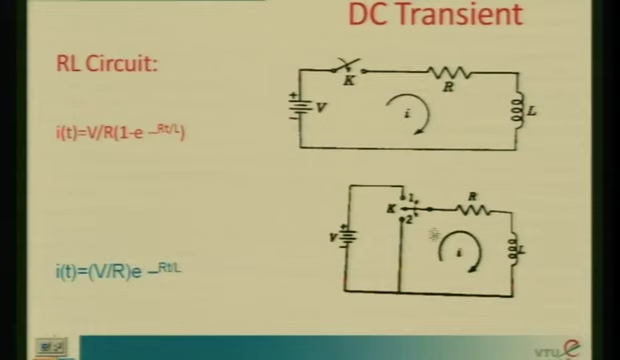 DC Transient
RL Circuit:
K
R
V
i
L
i(t)=V/R(1-e –Rt/L)
1
R
K
2
V
i
L
i(t)=(V/R)e –Rt/L
VTU e